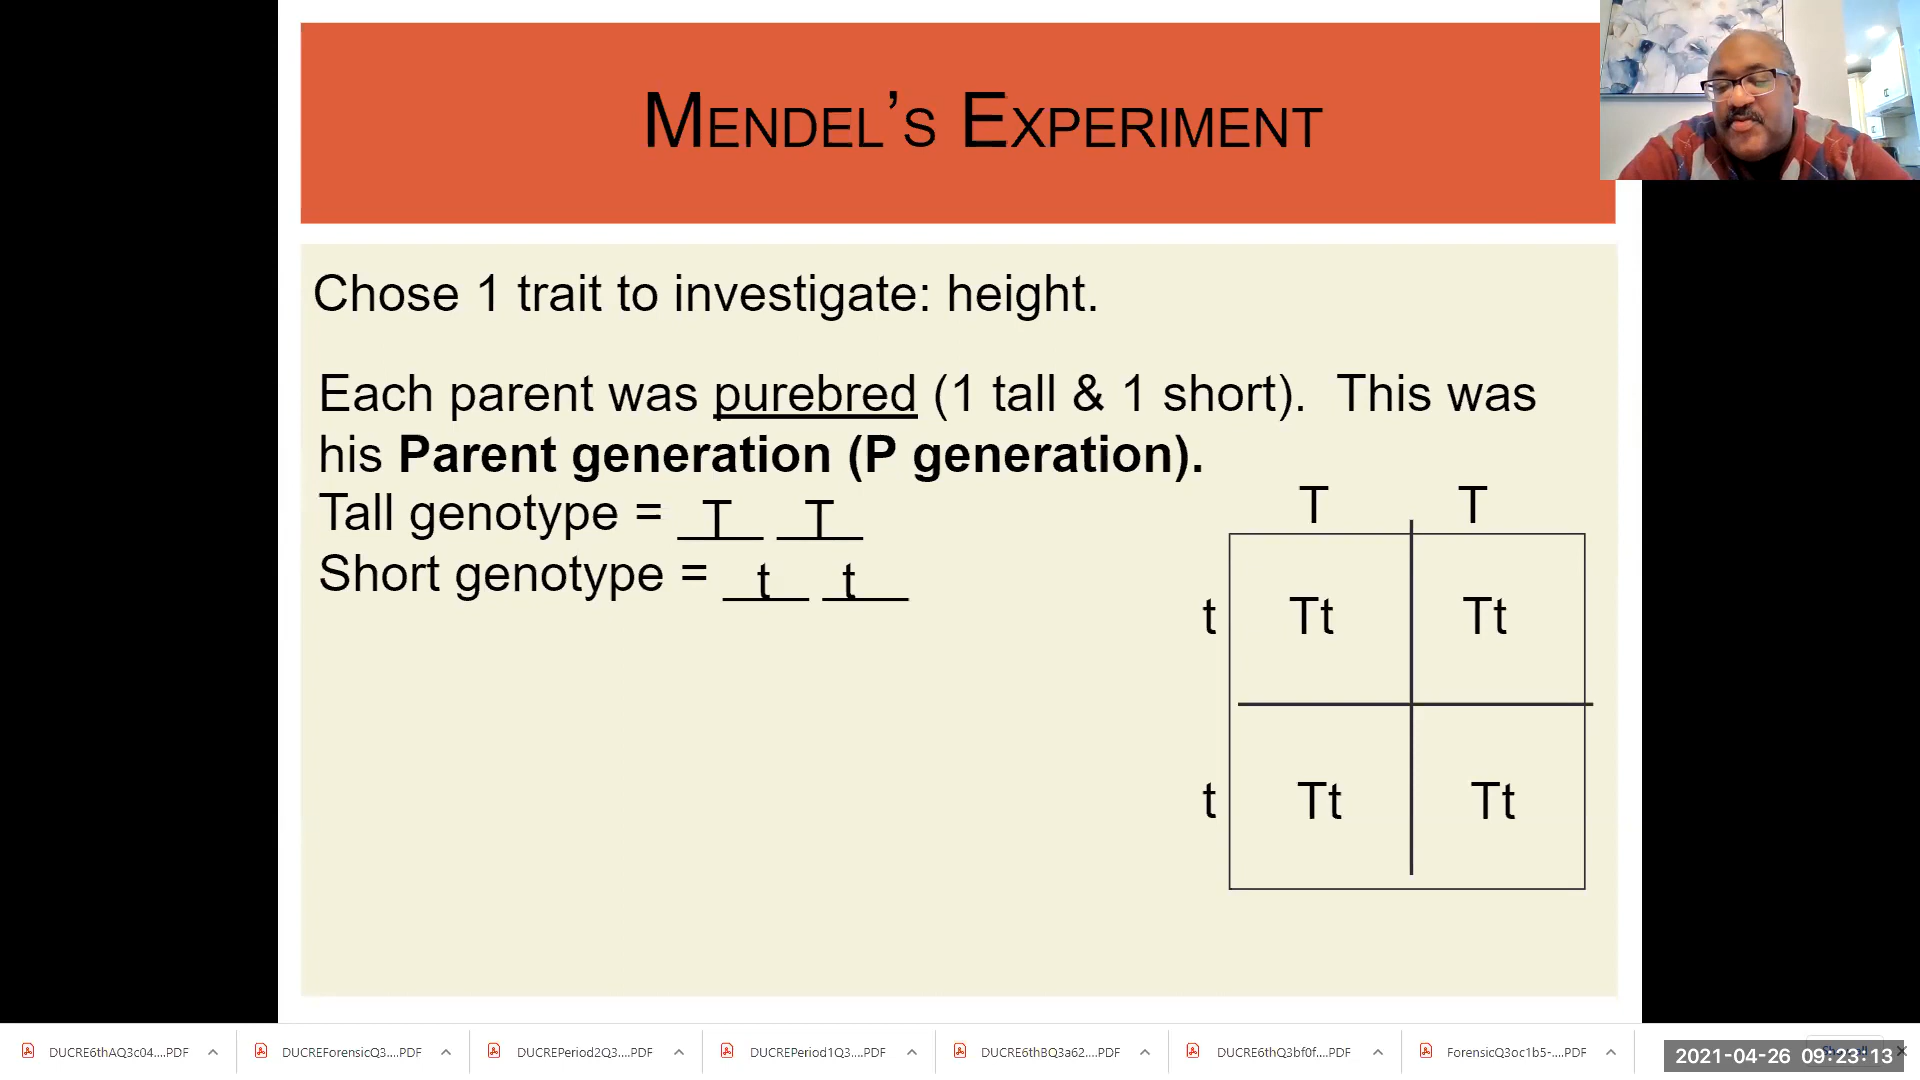 MENDEL'S EXPERIMENT
Chose 1 trait to investigate: height.
Each parent was purebred (1 tall & 1 short). This was
his Parent generation (P generation).
Tall genotype = T T
Short genotype = t t
T T
t Tt Tt
t Tt Tt
DUCRE6thAQ3c04....PDF
DUCREForensicQ3....PDF
DUCREPeriod2Q3....PDF
DUCREPeriod1Q3....PDF
DUCRE6thBQ3a62....PDF
DUCRE6thQ3bf0f....PDF
ForensicQ3oc1b5-....PDF
2021-04-26 09:23:13